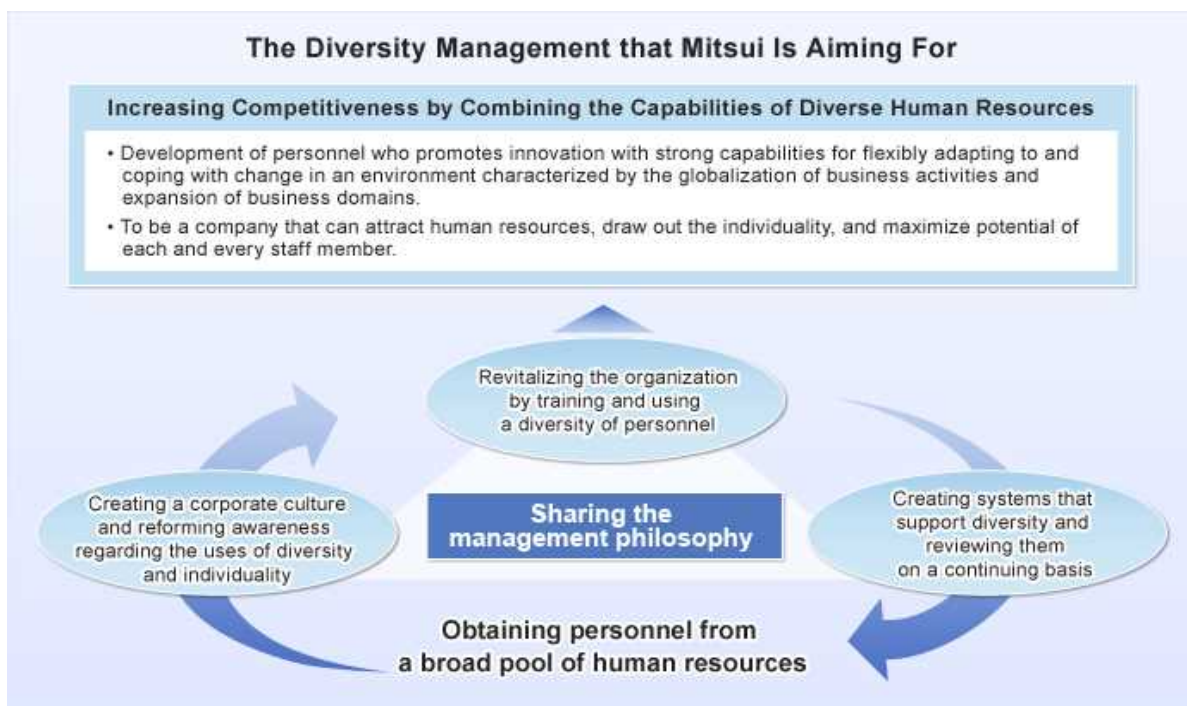 The Diversity Management that Mitsui Is Aiming For
Increasing Competitiveness by Combining the Capabilities of Diverse Human Resources
• Development of personnel who promotes innovation with strong capabilities for flexibly adapting to and
coping with change in an environment characterized by the globalization of business activities and
expansion of business domains.
• To be a company that can attract human resources, draw out the individuality, and maximize potential of
each and every staff member.
Revitalizing the organization
by training and using
a diversity of personnel
Creating a corporate culture
and reforming awareness
regarding the uses of diversity
and individuality
Sharing the
management philosophy
Creating systems that
support diversity and
reviewing them
on a continuing basis
Obtaining personnel from
a broad pool of human resources